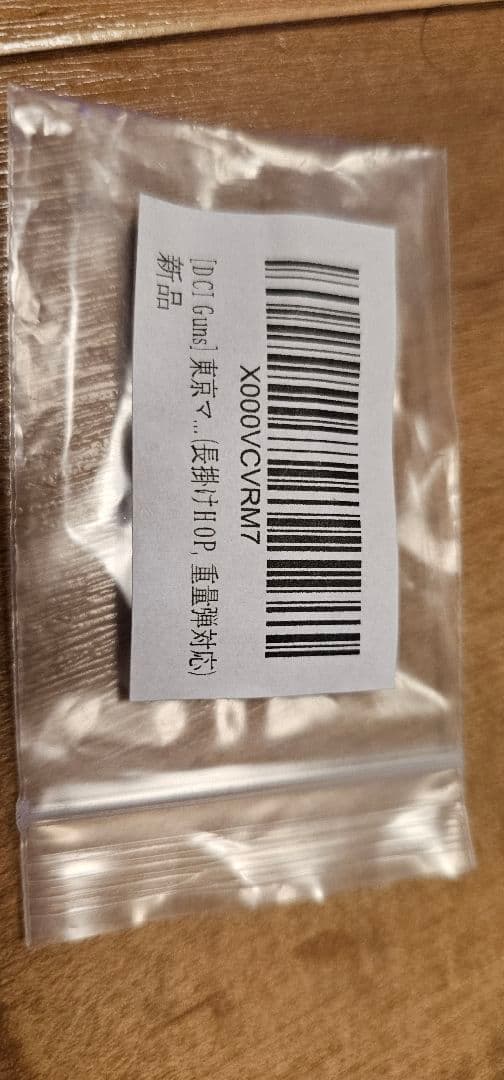 X000VCVRM7
[DCI Guns] 東京マ... (長掛けHOP, 重量弾対応)
新品